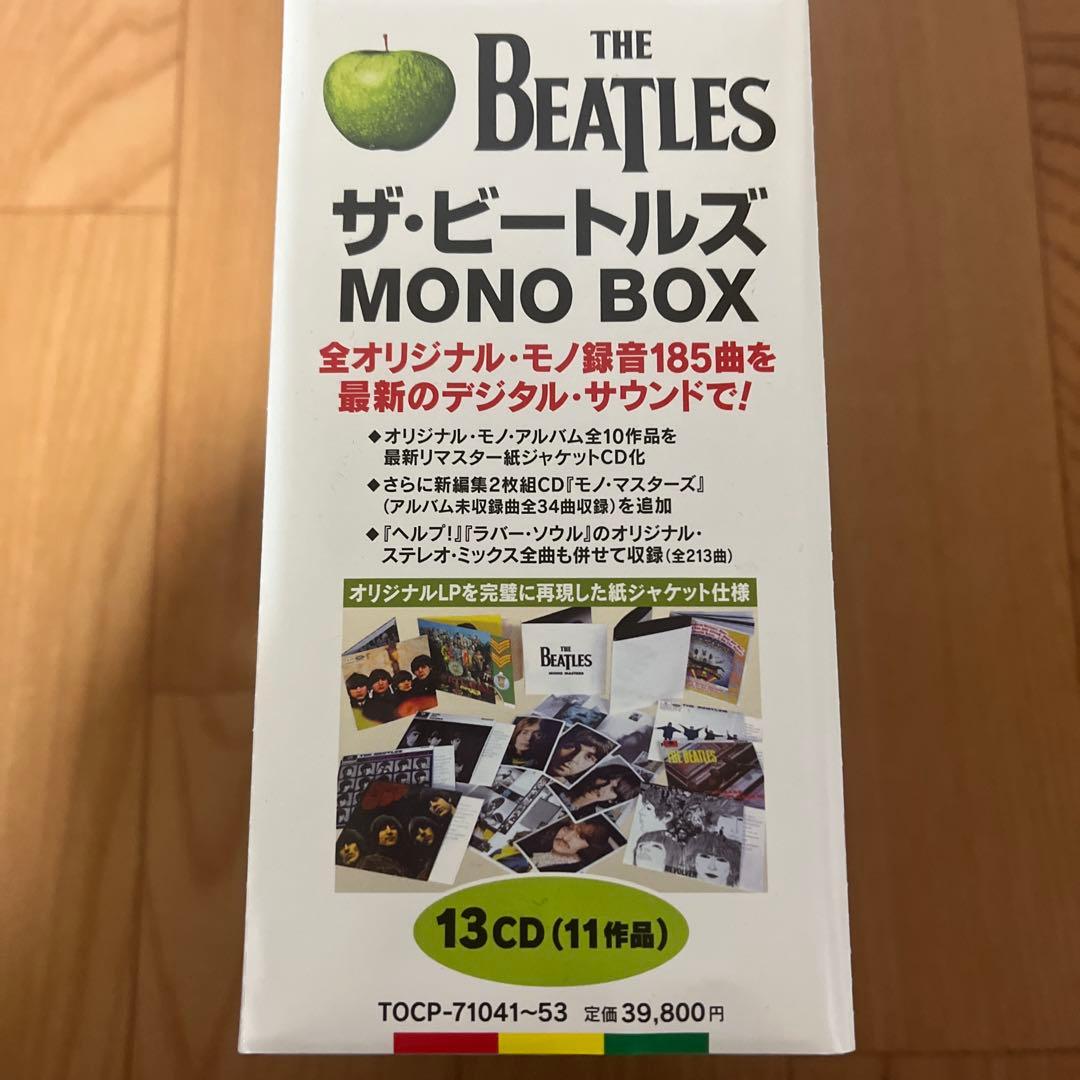 THE
BEATLES
ザ・ビートルズ
MONO BOX
全オリジナル・モノ録音185曲を
最新のデジタル・サウンドで!
◆オリジナル・モノ・アルバム全10作品を
最新リマスター紙ジャケットCD化
◆さらに新編集2枚組CD『モノ・マスターズ』
(アルバム未収録曲全34曲収録)を追加
◆『ヘルプ!』『ラバー・ソウル』のオリジナル・
ステレオ・ミックス全曲も併せて収録(全213曲)
オリジナルLPを完璧に再現した紙ジャケット仕様
THE
BEATLES
MONO MASTERS
THE BEATLES
THE BEATLES
REVOLVER
13CD(11作品)
TOCP-71041~53 定価 39,800円